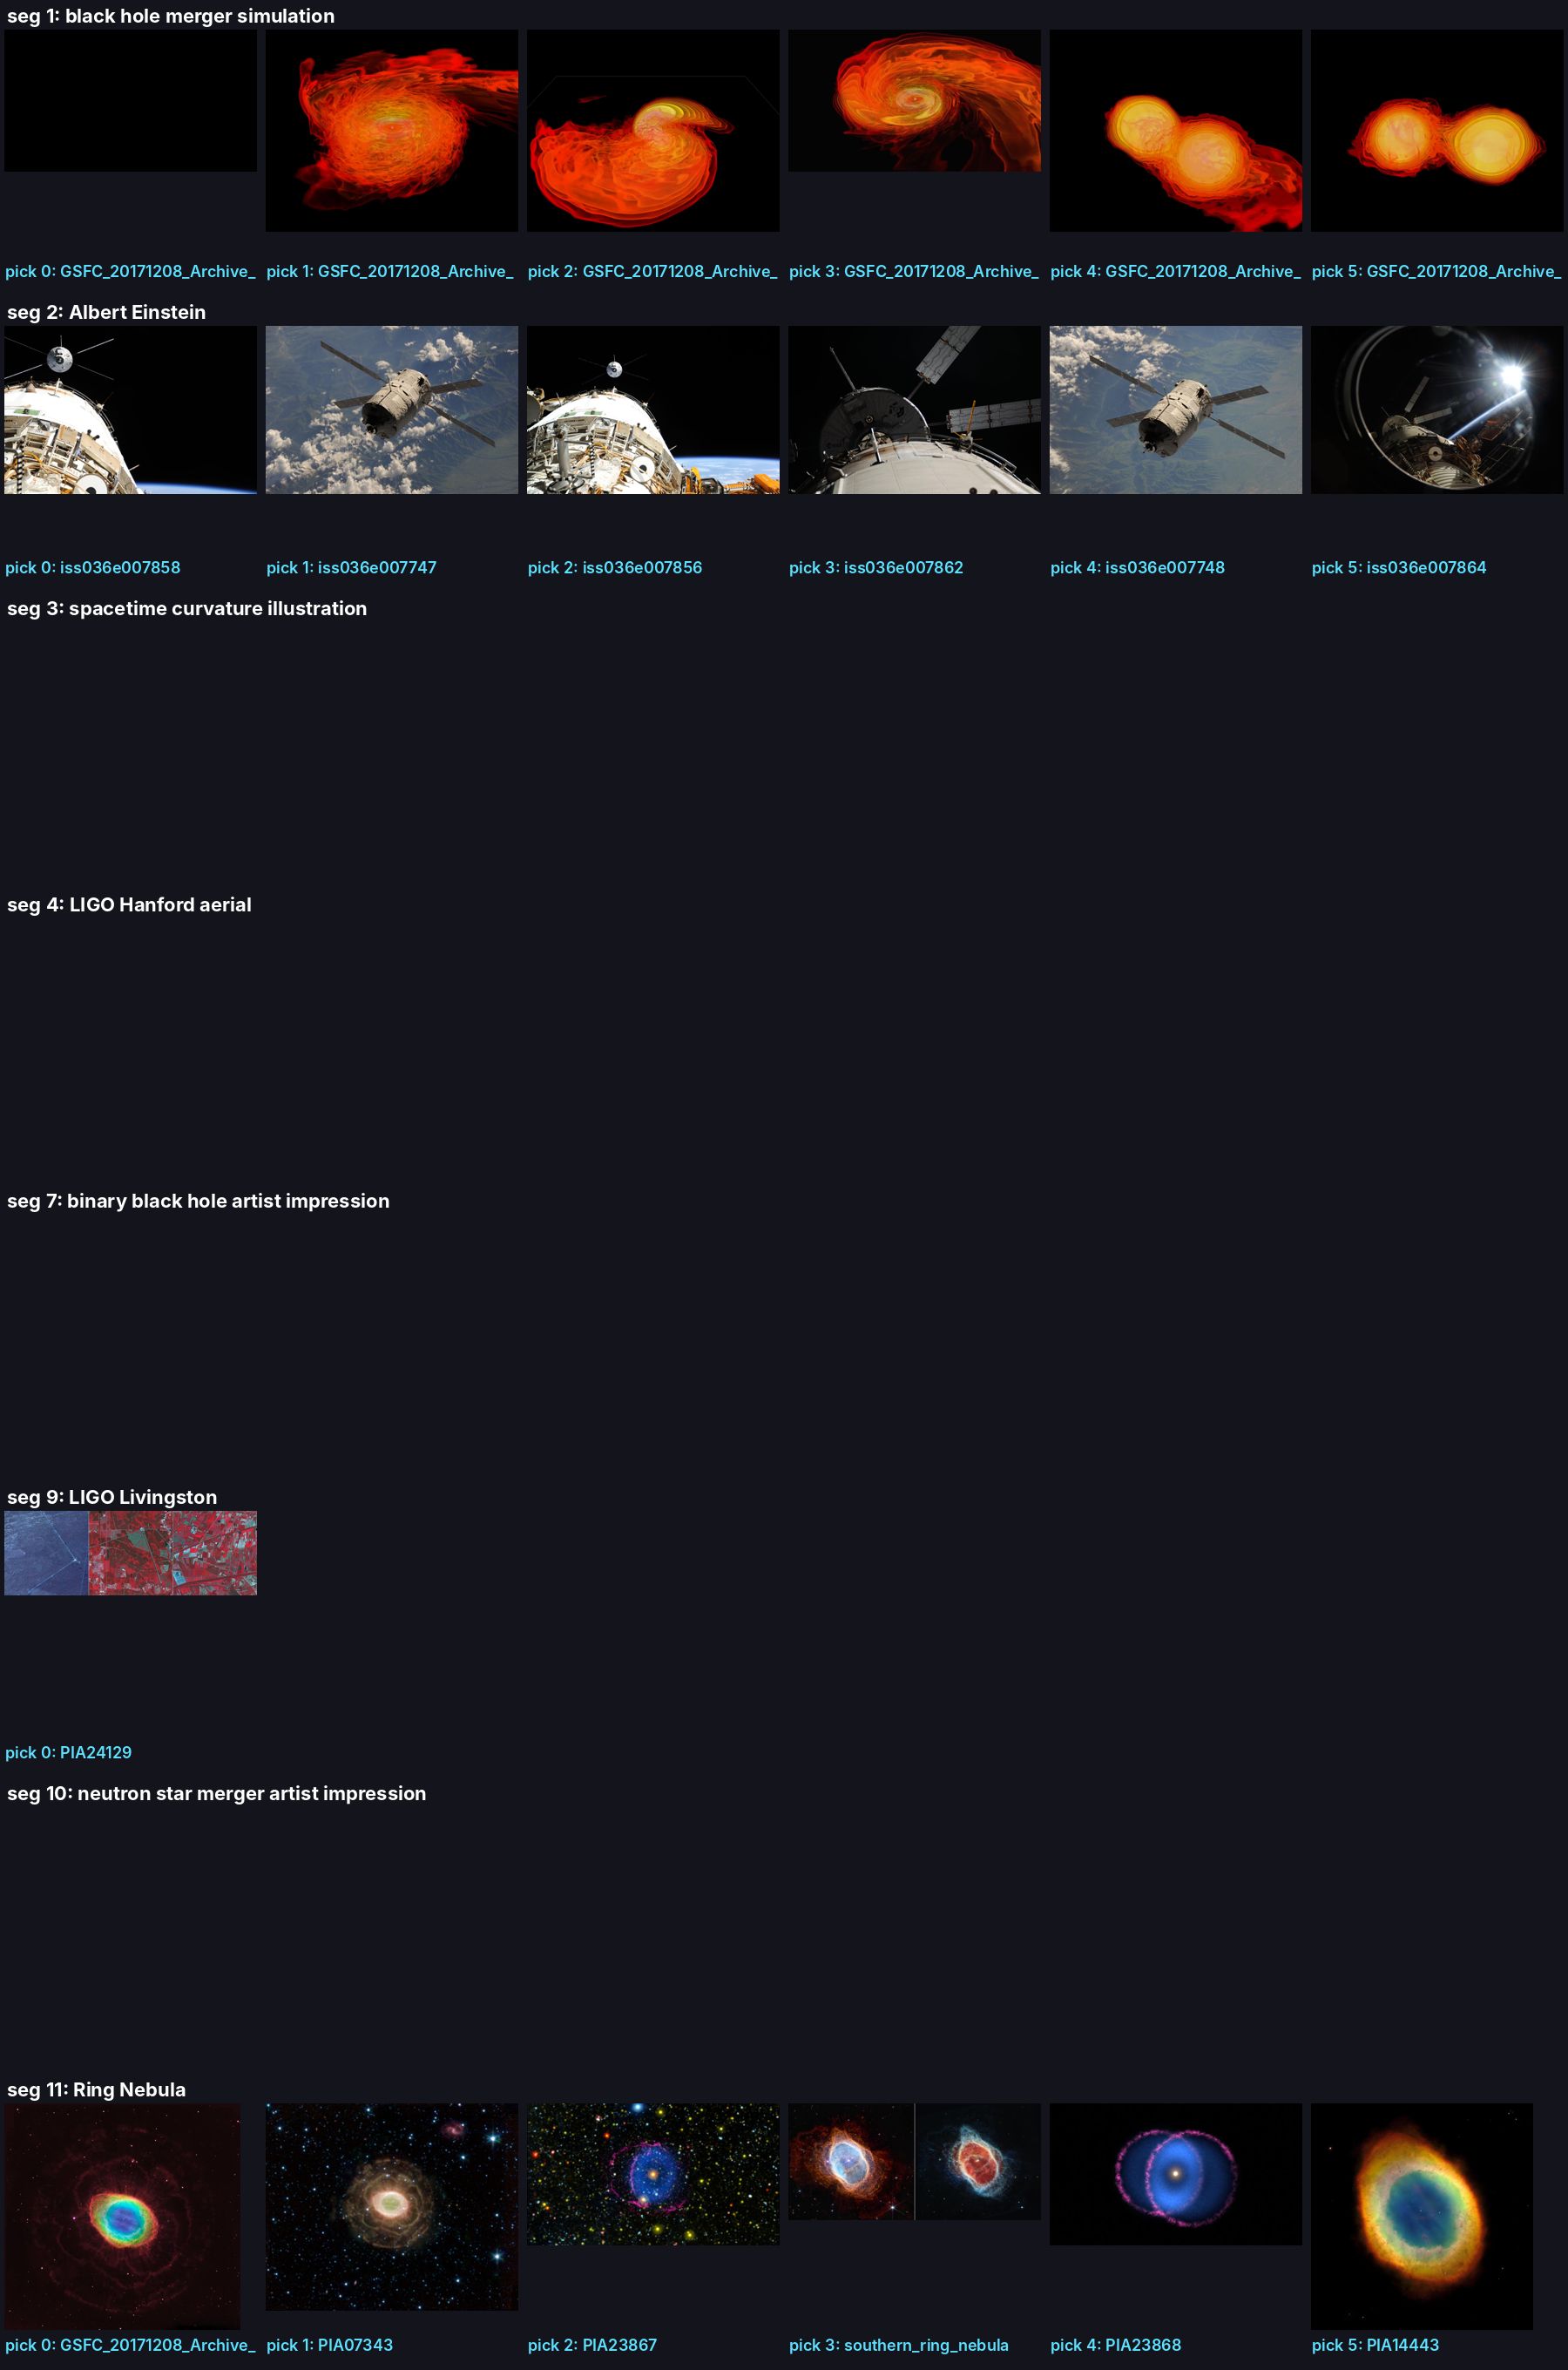 seg 1: black hole merger simulation
pick 0: GSFC_20171208_Archive_ pick 1: GSFC_20171208_Archive_ pick 2: GSFC_20171208_Archive_ pick 3: GSFC_20171208_Archive_ pick 4: GSFC_20171208_Archive_ pick 5: GSFC_20171208_Archive_
seg 2: Albert Einstein
pick 0: iss036e007858 pick 1: iss036e007747 pick 2: iss036e007856 pick 3: iss036e007862 pick 4: iss036e007748 pick 5: iss036e007864
seg 3: spacetime curvature illustration
seg 4: LIGO Hanford aerial
seg 7: binary black hole artist impression
seg 9: LIGO Livingston
pick 0: PIA24129
seg 10: neutron star merger artist impression
seg 11: Ring Nebula
pick 0: GSFC_20171208_Archive_ pick 1: PIA07343 pick 2: PIA23867 pick 3: southern_ring_nebula pick 4: PIA23868 pick 5: PIA14443